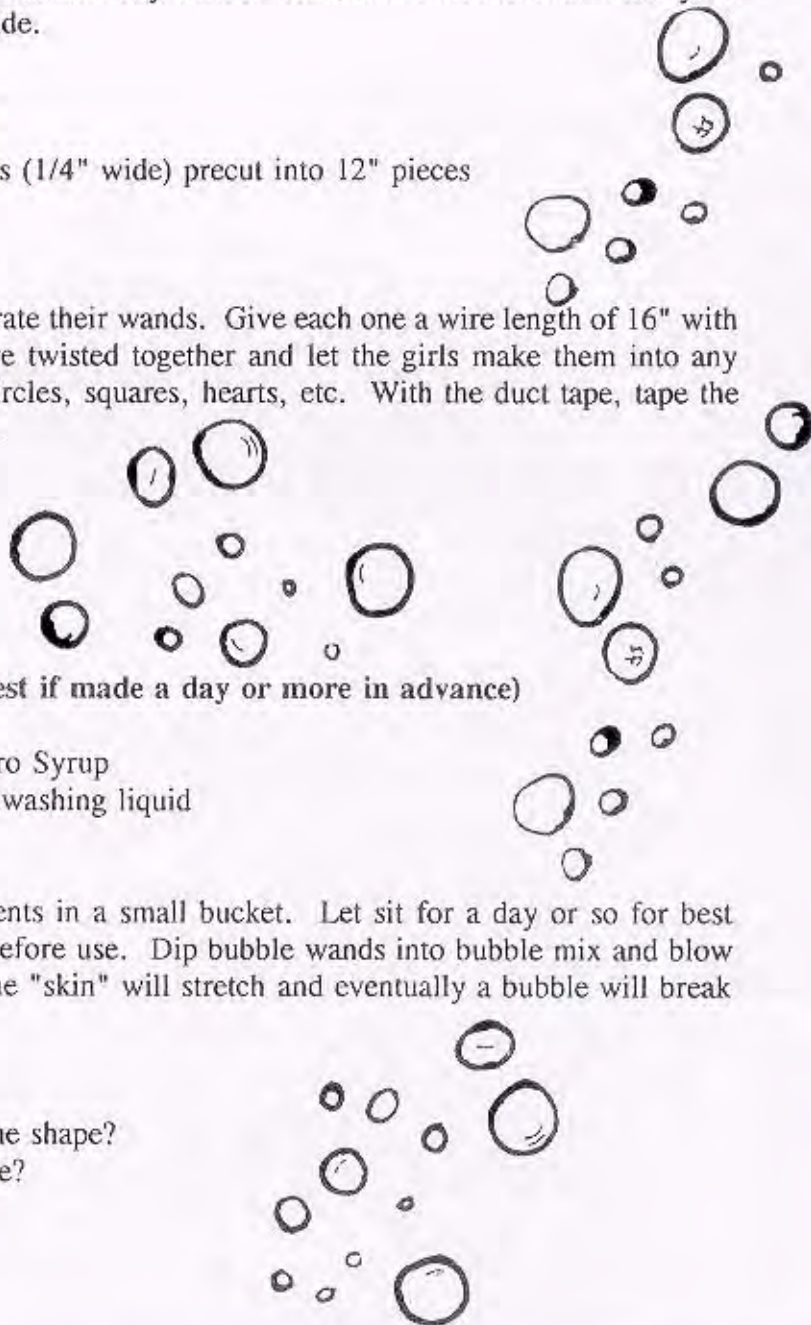 de.
s (1/4" wide) precut into 12" pieces
rate their wands. Give each one a wire length of 16" with
e twisted together and let the girls make them into any
rcles, squares, hearts, etc. With the duct tape, tape the
est if made a day or more in advance)
ro Syrup
washing liquid
ents in a small bucket. Let sit for a day or so for best
efore use. Dip bubble wands into bubble mix and blow
ne "skin" will stretch and eventually a bubble will break
ne shape?
e?